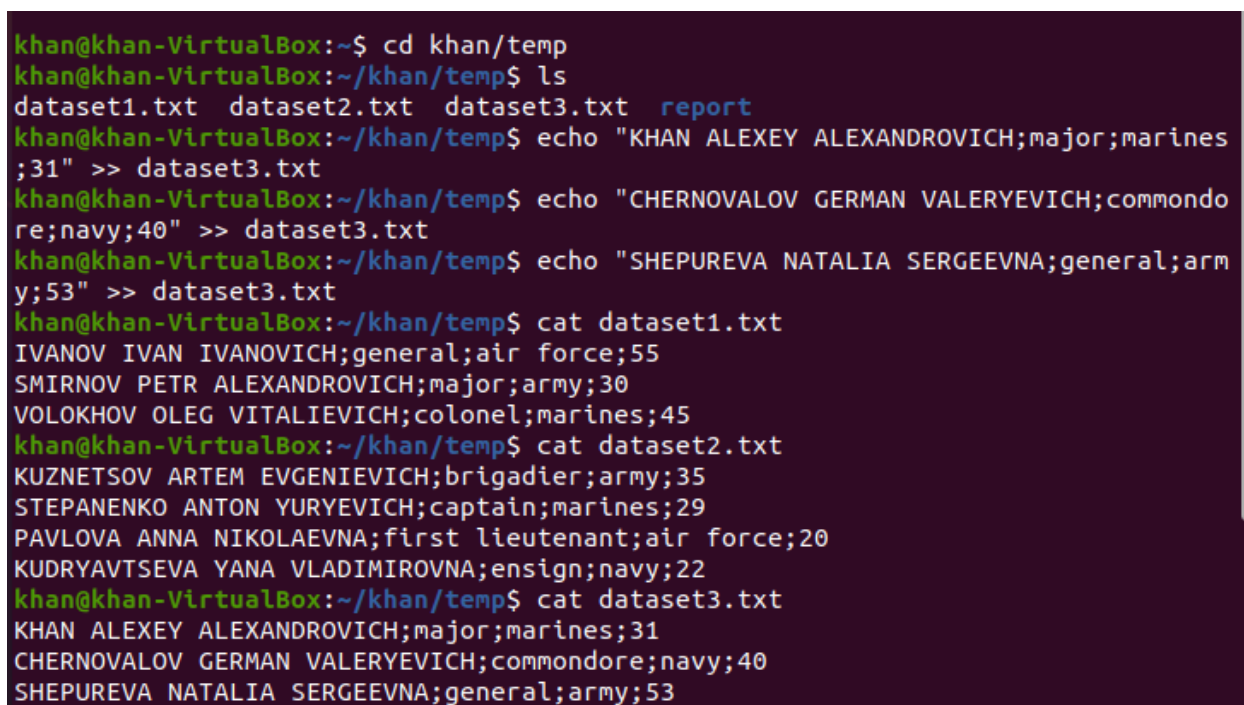 khan@khan-VirtualBox:~$ cd khan/temp
khan@khan-VirtualBox:~/khan/temp$ ls
dataset1.txt  dataset2.txt  dataset3.txt  report
khan@khan-VirtualBox:~/khan/temp$ echo "KHAN ALEXEY ALEXANDROVICH;major;marines
;31" >> dataset3.txt
khan@khan-VirtualBox:~/khan/temp$ echo "CHERNOVALOV GERMAN VALERYEVICH;commondo
re;navy;40" >> dataset3.txt
khan@khan-VirtualBox:~/khan/temp$ echo "SHEPUREVA NATALIA SERGEEVNA;general;arm
y;53" >> dataset3.txt
khan@khan-VirtualBox:~/khan/temp$ cat dataset1.txt
IVANOV IVAN IVANOVICH;general;air force;55
SMIRNOV PETR ALEXANDROVICH;major;army;30
VOLOKHOV OLEG VITALIEVICH;colonel;marines;45
khan@khan-VirtualBox:~/khan/temp$ cat dataset2.txt
KUZNETSOV ARTEM EVGENIEVICH;brigadier;army;35
STEPANENKO ANTON YURYEVICH;captain;marines;29
PAVLOVA ANNA NIKOLAEVNA;first lieutenant;air force;20
KUDRYAVTSEVA YANA VLADIMIROVNA;ensign;navy;22
khan@khan-VirtualBox:~/khan/temp$ cat dataset3.txt
KHAN ALEXEY ALEXANDROVICH;major;marines;31
CHERNOVALOV GERMAN VALERYEVICH;commondore;navy;40
SHEPUREVA NATALIA SERGEEVNA;general;army;53